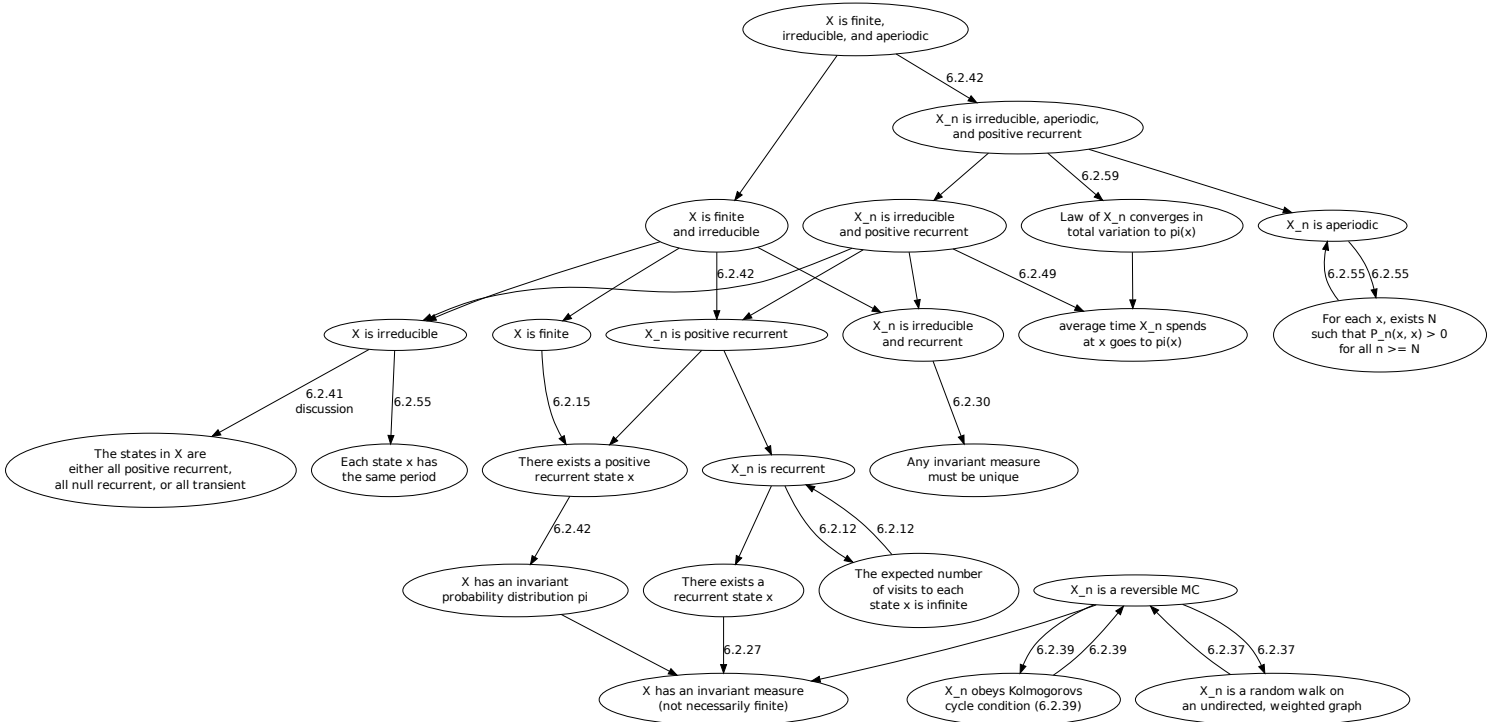 X is finite,
irreducible, and aperiodic
6.2.42
X_n is irreducible, aperiodic,
and positive recurrent
6.2.59
X is finite
and irreducible
X_n is irreducible
and positive recurrent
Law of X_n converges in
total variation to pi(x)
X_n is aperiodic
6.2.42
6.2.49
6.2.55
6.2.55
X is irreducible
X is finite
X_n is positive recurrent
X_n is irreducible
and recurrent
average time X_n spends
at x goes to pi(x)
For each x, exists N
such that P_n(x, x) > 0
for all n >= N
6.2.41
discussion
6.2.55
6.2.15
6.2.30
The states in X are
either all positive recurrent,
all null recurrent, or all transient
Each state x has
the same period
There exists a positive
recurrent state x
X_n is recurrent
Any invariant measure
must be unique
6.2.42
6.2.12
6.2.12
X has an invariant
probability distribution pi
There exists a
recurrent state x
The expected number
of visits to each
state x is infinite
X_n is a reversible MC
6.2.27
6.2.39
6.2.39
6.2.37
6.2.37
X has an invariant measure
(not necessarily finite)
X_n obeys Kolmogorovs
cycle condition (6.2.39)
X_n is a random walk on
an undirected, weighted graph